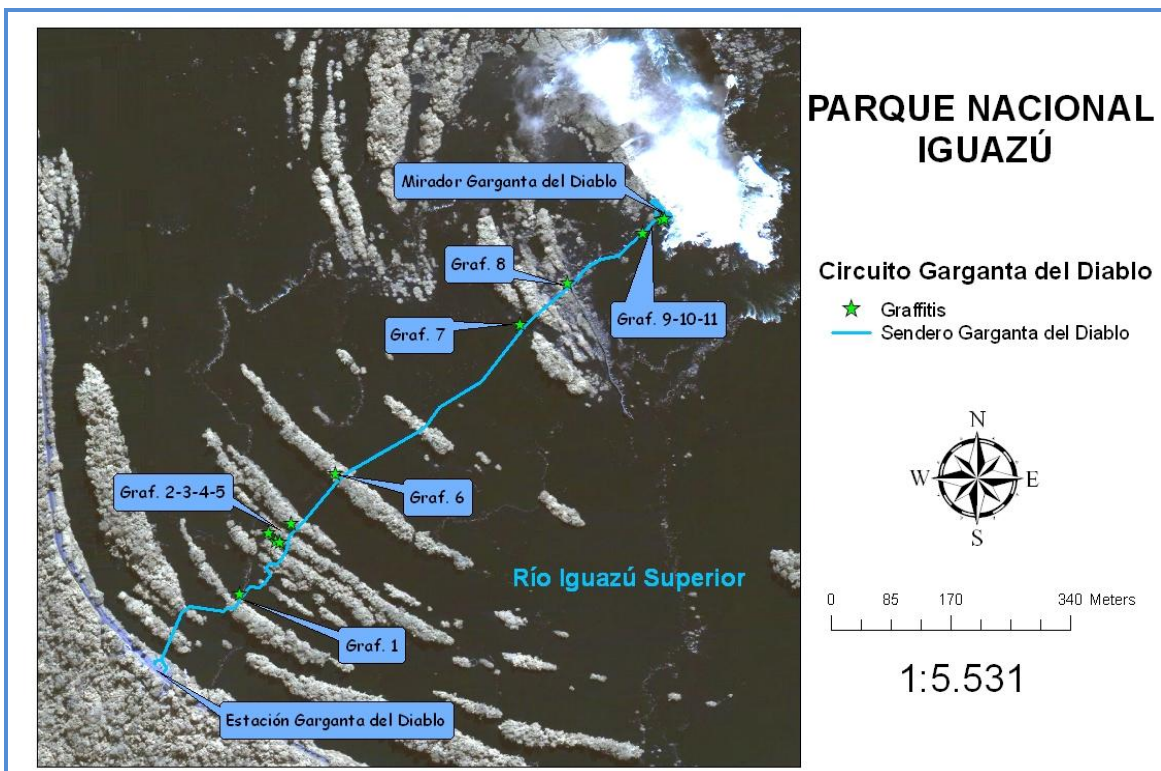 PARQUE NACIONAL
IGUAZÚ
Mirador Garganta del Diablo
Graf. 8
Graf. 9-10-11
Graf. 7
Graf. 2-3-4-5
Graf. 6
Graf. 1
Estación Garganta del Diablo
Río Iguazú Superior
Circuito Garganta del Diablo
Graffitis
Sendero Garganta del Diablo
N
W E
S
0 85 170 340 Meters
1:5.531